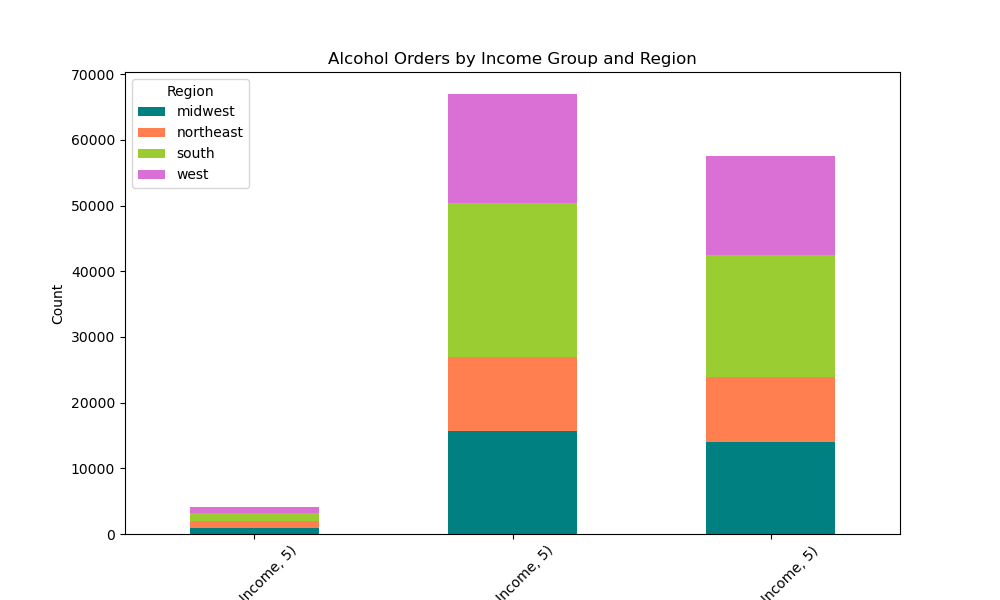 Alcohol Orders by Income Group and Region
Region
midwest
northeast
south
west
Count
70000
60000
50000
40000
30000
20000
10000
0
Income, 5)
Income, 5)
Income, 5)